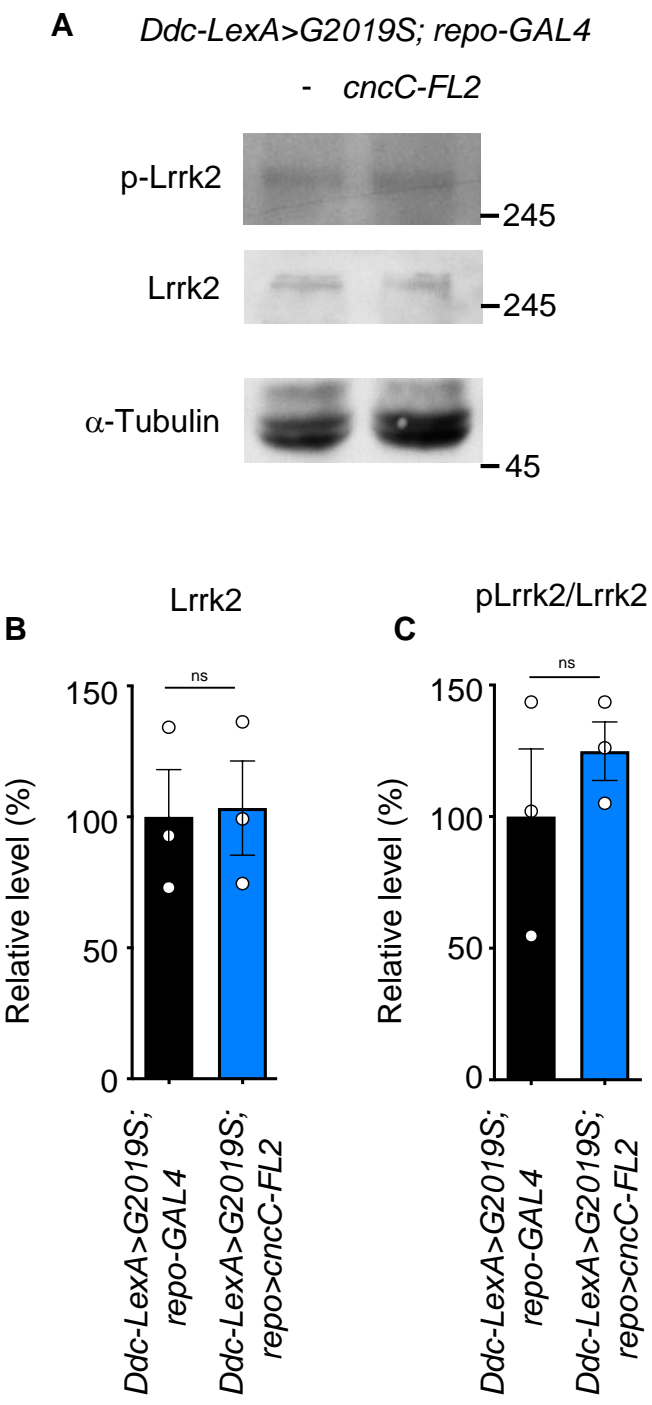 A
Ddc-LexA>G2019S; repo-GAL4
- cncC-FL2
p-Lrrk2
245
Lrrk2
245
α-Tubulin
45
B
Lrrk2
ns
150
100
50
0
Relative level (%)
Ddc-LexA>G2019S;
repo-GAL4
Ddc-LexA>G2019S;
repo>cncC-FL2
C
pLrrk2/Lrrk2
ns
150
100
50
0
Relative level (%)
Ddc-LexA>G2019S;
repo-GAL4
Ddc-LexA>G2019S;
repo>cncC-FL2